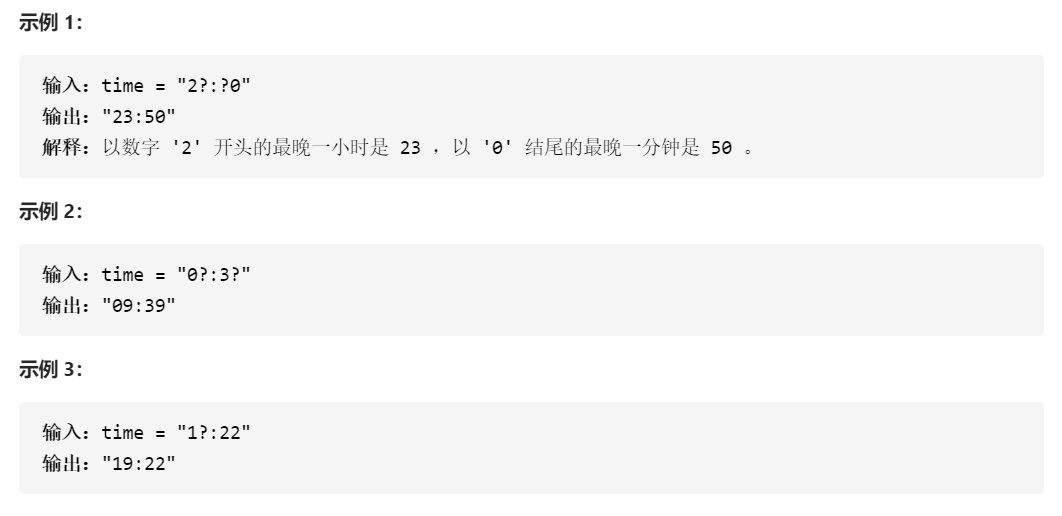 示例 1：
输入：time = "2?:?0"
输出："23:50"
解释：以数字 '2' 开头的最晚一小时是 23 ，以 '0' 结尾的最晚一分钟是 50 。
示例 2：
输入：time = "0?:3?"
输出："09:39"
示例 3：
输入：time = "1?:22"
输出："19:22"